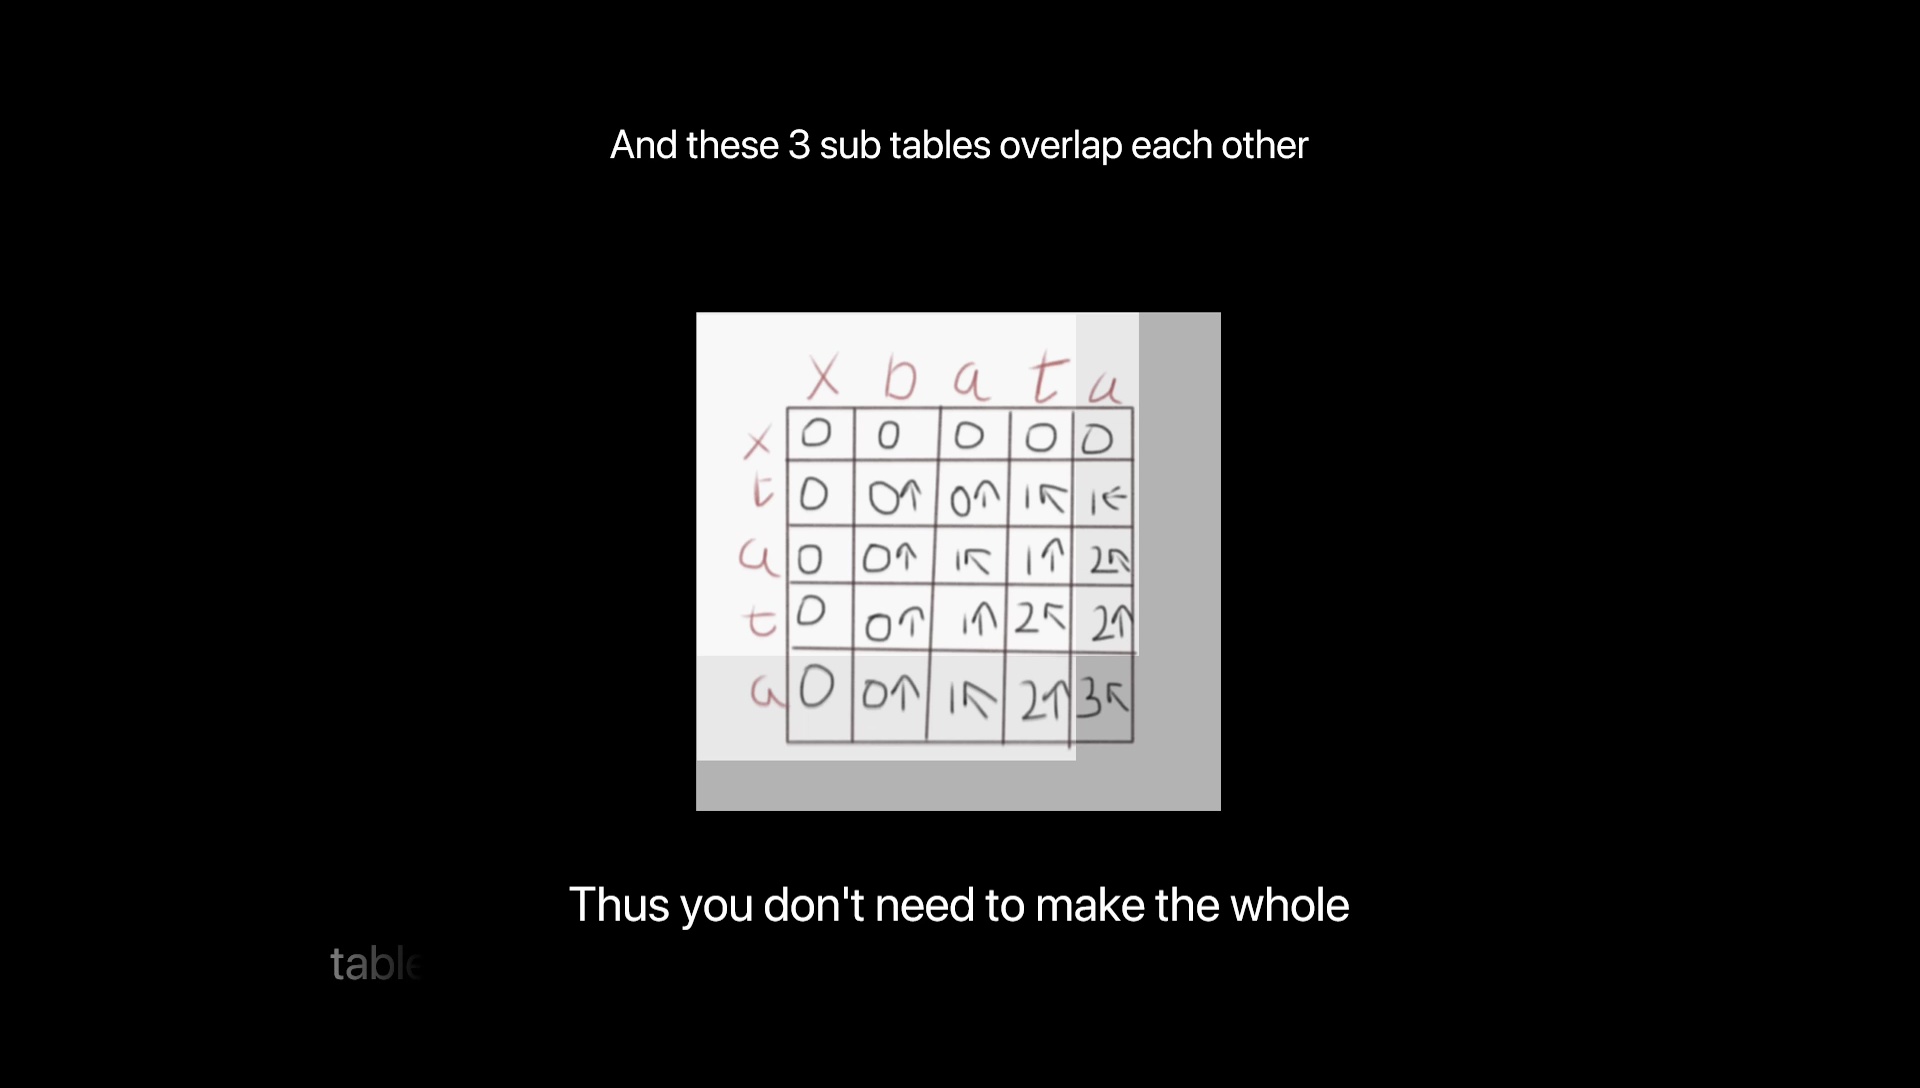 And these 3 sub tables overlap each other
x b a t a
x 0 0 0 0 0
t 0 0↑ 0↑ 1↖ 1←
a 0 0↑ 1↖ 1↑ 2↖
t 0 0↑ 1↑ 2↖ 2↑
a 0 0↑ 1↖ 2↑ 3↖
Thus you don't need to make the whole
table